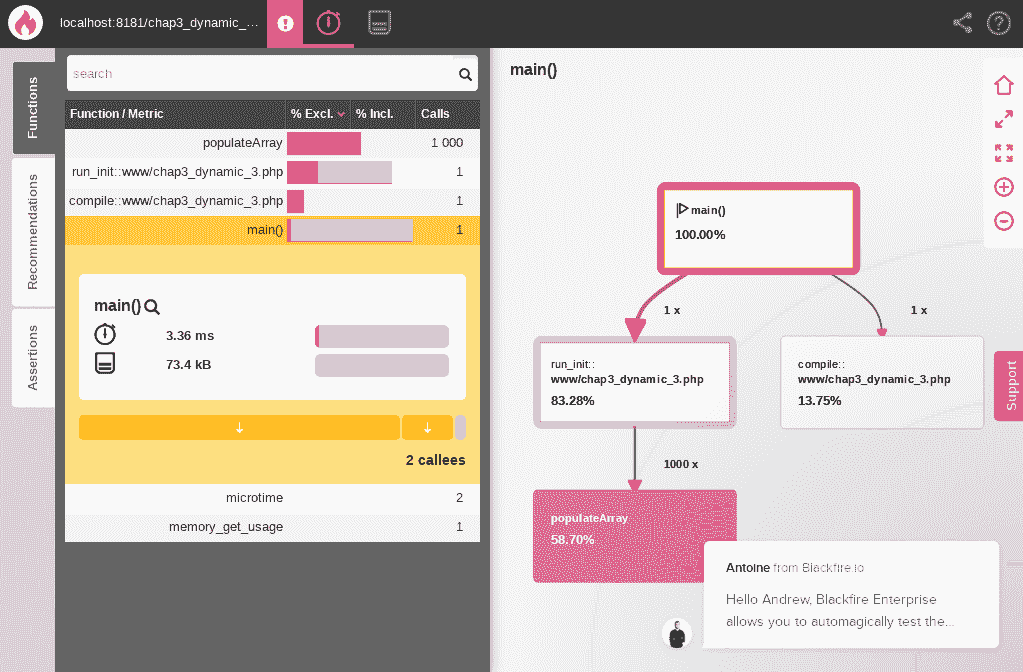 localhost:8181/chap3_dynamic_...
Functions
Recommendations
Assertions
search
Function / Metric % Excl. % Incl. Calls
populateArray 1 000
run_init::www/chap3_dynamic_3.php 1
compile::www/chap3_dynamic_3.php 1
main() 1
main()
3.36 ms
73.4 kB
2 callees
microtime 2
memory_get_usage 1
main()
main()
100.00%
1 x
1 x
run_init::
www/chap3_dynamic_3.php
83.28%
compile::
www/chap3_dynamic_3.php
13.75%
1000 x
populateArray
58.70%
Support
Antoine from Blackfire.io
Hello Andrew, Blackfire Enterprise
allows you to automagically test the...